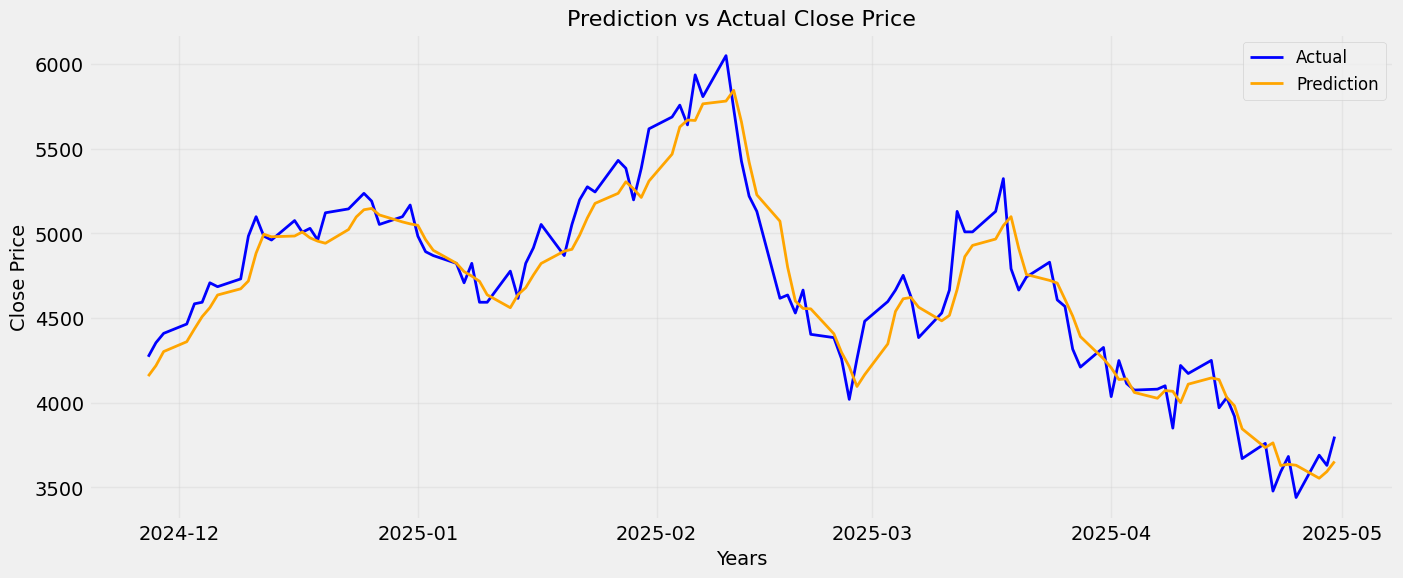 Prediction vs Actual Close Price
Actual
Prediction
Close Price
6000
5500
5000
4500
4000
3500
2024-12
2025-01
2025-02
2025-03
2025-04
2025-05
Years